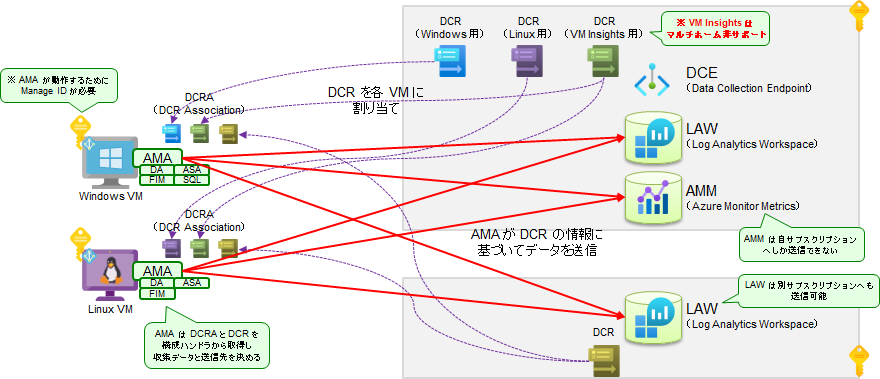 DCR
(Windows 用)
DCR
(Linux 用)
DCR
(VM Insights 用)
※ VM Insights は
マルチホーム非サポート
※ AMA が動作するために
Manage ID が必要
DCRA
(DCR Association)
DCR を各 VM に
割り当て
DCE
(Data Collection Endpoint)
LAW
(Log Analytics Workspace)
AMA
DA
ASA
FIM
SQL
Windows VM
AMM
(Azure Monitor Metrics)
DCRA
(DCR Association)
AMA が DCR の情報に
基づいてデータを送信
AMM は自サブスクリプション
へしか送信できない
AMA
DA
ASA
FIM
Linux VM
LAW は別サブスクリプションへも
送信可能
LAW
(Log Analytics Workspace)
DCR
AMA は DCRA と DCR を
構成ハンドラから取得し
収集データと送信先を決める